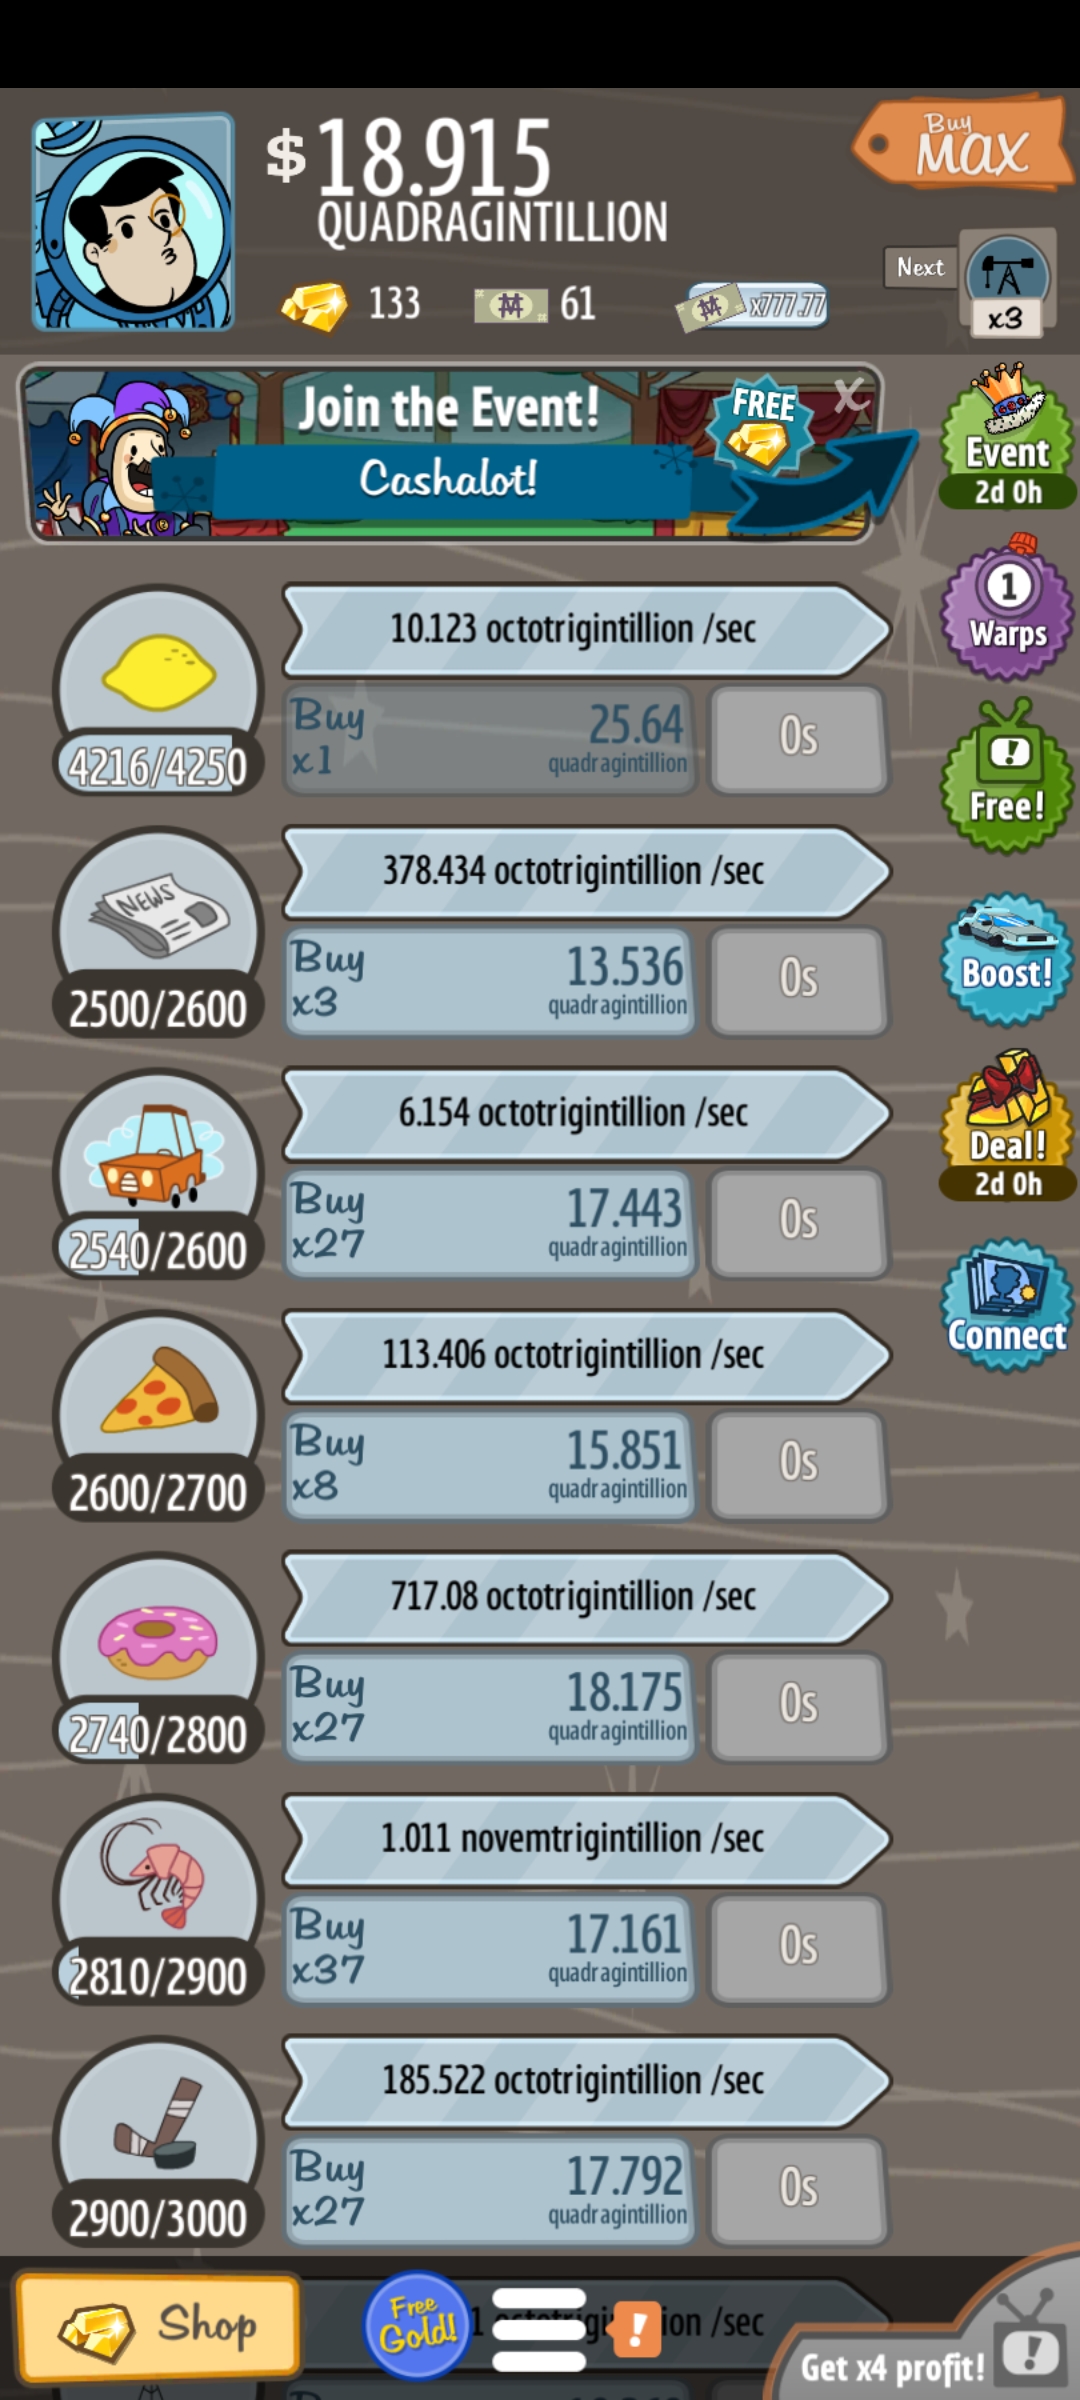 $18.915
QUADRAGINTILLION
Buy
MAX
133
61
x777.77
Next
x3
Join the Event!
Cashalot!
FREE
X
Event
2d 0h
10.123 octotrigintillion /sec
Buy
x1
25.64
quadragintillion
0s
4216/4250
1
Warps
378.434 octotrigintillion /sec
NEWS
Buy
x3
13.536
quadragintillion
0s
2500/2600
!
Free!
Boost!
6.154 octotrigintillion /sec
Buy
x27
17.443
quadragintillion
0s
2540/2600
Deal!
2d 0h
113.406 octotrigintillion /sec
Buy
x8
15.851
quadragintillion
0s
2600/2700
Connect
717.08 octotrigintillion /sec
Buy
x27
18.175
quadragintillion
0s
2740/2800
1.011 novemtrigintillion /sec
Buy
x37
17.161
quadragintillion
0s
2810/2900
185.522 octotrigintillion /sec
Buy
x27
17.792
quadragintillion
0s
2900/3000
Shop
Free
Gold!
!
/sec
Get x4 profit!
!
Buy